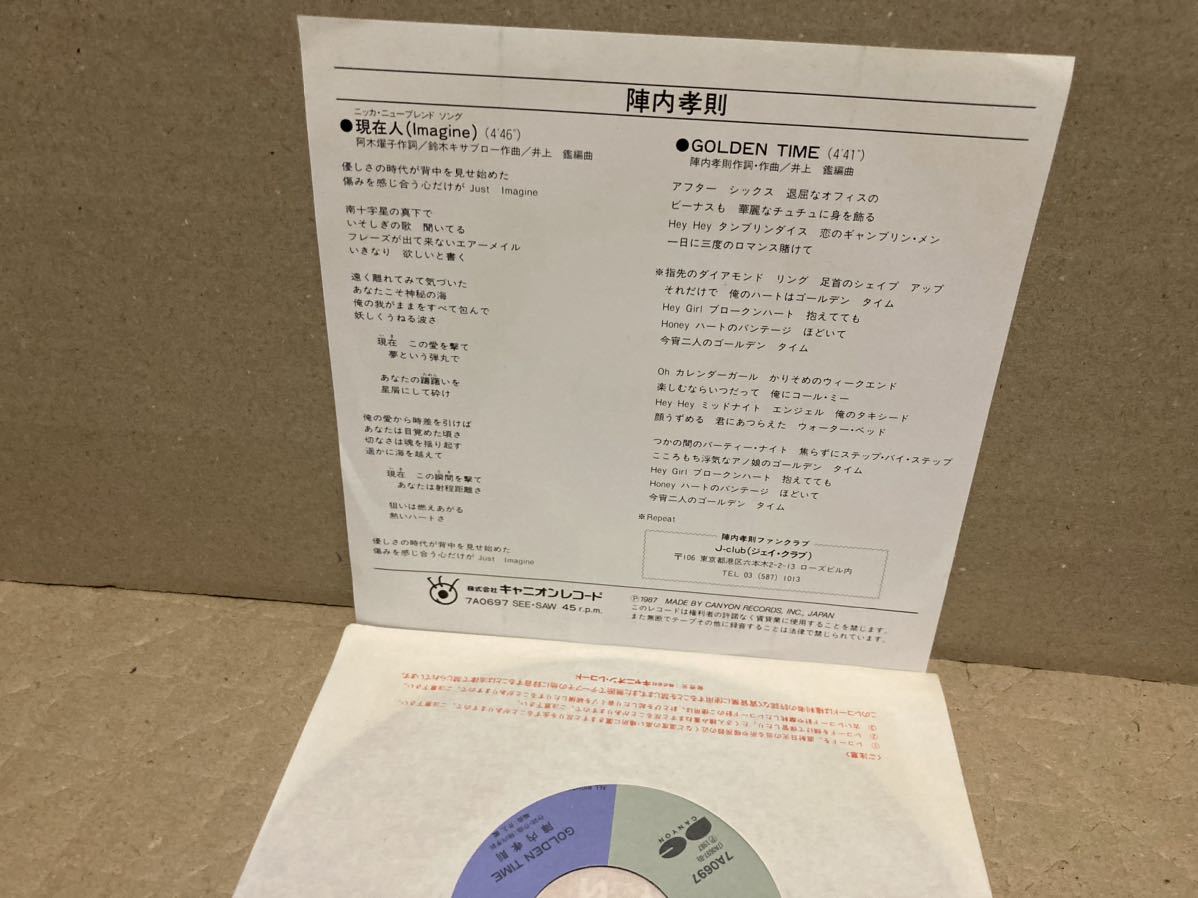 陣内孝則
ニッカ・ニューブレンド ソング
●現在人(Imagine) (4'46")
阿木燿子作詞/鈴木キサブロー作曲/井上 鑑編曲
優しさの時代が背中を見せ始めた
傷みを感じ合う心だけが Just Imagine
南十字星の真下で
いそしぎの歌 聞いてる
フレーズが出て来ないエアーメイル
いきなり 欲しいと書く
遠く離れてみて気づいた
あなたこそ神秘の海
俺の我がままをすべて包んで
妖しくうねる波さ
現在 この愛を撃て
夢という弾丸で
あなたの躊躇いを
星屑にして砕け
俺の愛から時差を引けば
あなたは目覚めた頃さ
切なさは魂を揺り起す
遥かに海を越えて
現在 この瞬間を撃て
あなたは射程距離さ
狙いは燃えあがる
熱いハートさ
優しさの時代が背中を見せ始めた
傷みを感じ合う心だけが Just Imagine
●GOLDEN TIME (4'41")
陣内孝則作詞・作曲/井上 鑑編曲
アフター シックス 退屈なオフィスの
ビーナスも 華麗なチュチュに身を飾る
Hey Hey タンブリンダイス 恋のギャンブリン・メン
一日に三度のロマンス賭けて
※指先のダイアモンド リング 足首のシェイプ アップ
それだけで 俺のハートはゴールデン タイム
Hey Girl ブロークンハート 抱えてても
Honey ハートのバンテージ ほどいて
今宵二人のゴールデン タイム
Oh カレンダーガール かりそめのウィークエンド
楽しむならいつだって 俺にコール・ミー
Hey Hey ミッドナイト エンジェル 俺のタキシード
顔うずめる 君にあつらえた ウォーター・ベッド
つかの間のパーティー・ナイト 焦らずにステップ・バイ・ステップ
こころもち浮気なアノ娘のゴールデン タイム
Hey Girl ブロークンハート 抱えてても
Honey ハートのバンテージ ほどいて
今宵二人のゴールデン タイム
※Repeat
陣内孝則ファンクラブ
J-club(ジェイ・クラブ)
〒106 東京都港区六本木2-2-13 ローズビル内
TEL 03 (587) 1013
株式会社 キャニオンレコード
7A0697 SEE・SAW 45 r.p.m.
Ⓟ1987 MADE BY CANYON RECORDS, INC., JAPAN
このレコードは権利者の許諾なく賃貸業に使用することを禁じます。
また無断でテープその他に録音することは法律で禁じられています。
〈ご注意〉
発売元・株式会社キャニオン・レコード
GOLDEN TIME
陣内孝則
CANYON
Ⓟ1987
7A0697